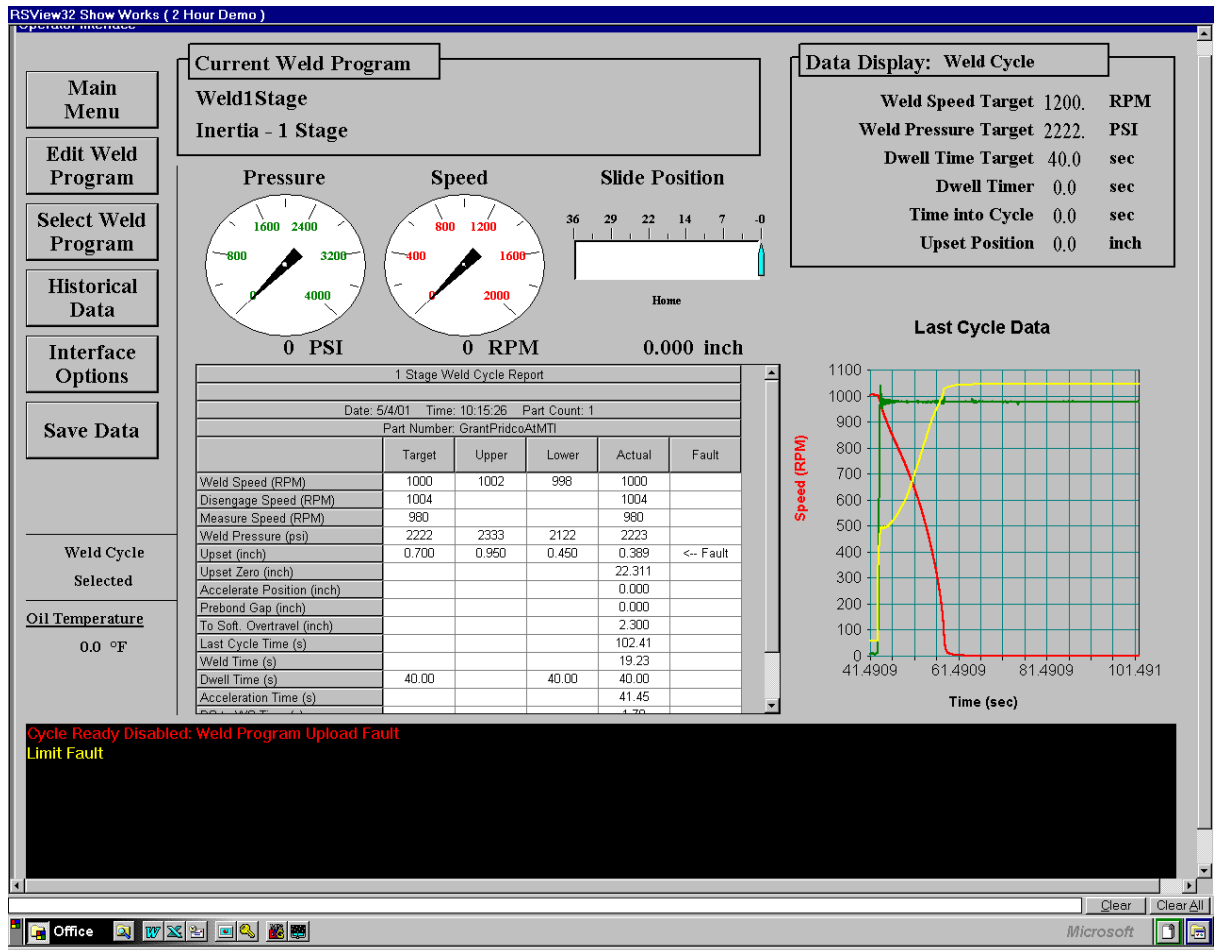 RSView32 Show Works ( 2 Hour Demo )
Operator Interface
Main
Menu
Edit Weld
Program
Select Weld
Program
Historical
Data
Interface
Options
Save Data
Weld Cycle
Selected
Oil Temperature
0.0 °F
Current Weld Program
Weld1Stage
Inertia - 1 Stage
Pressure
0
800
1600
2400
3200
4000
0 PSI
Speed
0
400
800
1200
1600
2000
0 RPM
Slide Position
36 29 22 14 7 -0
Home
0.000 inch
Data Display: Weld Cycle
Weld Speed Target 1200. RPM
Weld Pressure Target 2222. PSI
Dwell Time Target 40.0 sec
Dwell Timer 0.0 sec
Time into Cycle 0.0 sec
Upset Position 0.0 inch
1 Stage Weld Cycle Report
Date: 5/4/01 Time: 10:15:26 Part Count: 1
Part Number: GrantPridcoAtMTI
Target Upper Lower Actual Fault
Weld Speed (RPM) 1000 1002 998 1000
Disengage Speed (RPM) 1004 1004
Measure Speed (RPM) 980 980
Weld Pressure (psi) 2222 2333 2122 2223
Upset (inch) 0.700 0.950 0.450 0.389 <-- Fault
Upset Zero (inch) 22.311
Accelerate Position (inch) 0.000
Prebond Gap (inch) 0.000
To Soft. Overtravel (inch) 2.300
Last Cycle Time (s) 102.41
Weld Time (s) 19.23
Dwell Time (s) 40.00 40.00 40.00
Acceleration Time (s) 41.45
Last Cycle Data
Speed (RPM)
1100
1000
900
800
700
600
500
400
300
200
100
0
41.4909 61.4909 81.4909 101.491
Time (sec)
Cycle Ready Disabled: Weld Program Upload Fault
Limit Fault
Clear Clear All
Office
Microsoft